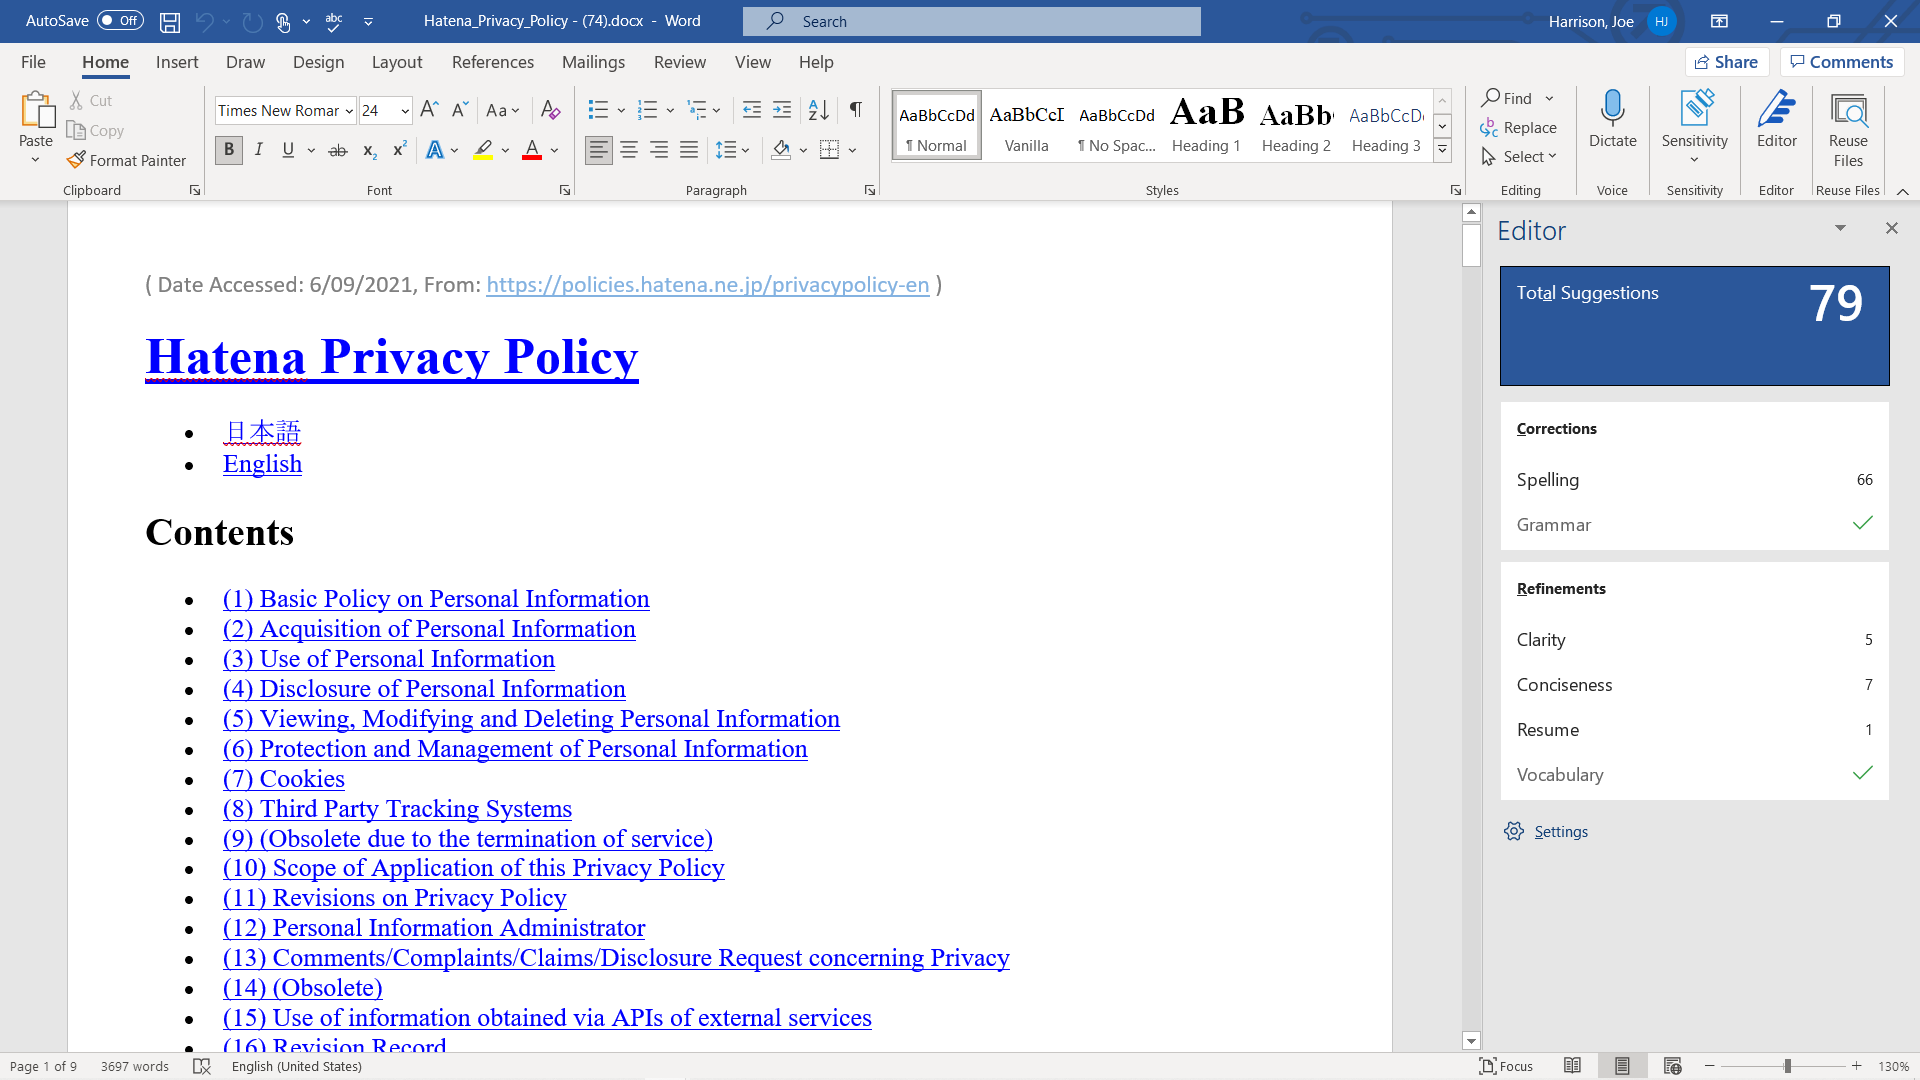 AutoSave Off Hatena_Privacy_Policy - (74).docx - Word Search Harrison, Joe HJ
File Home Insert Draw Design Layout References Mailings Review View Help Share Comments
Paste Cut Copy Format Painter Clipboard
Times New Roman 24 Font
Paragraph
AaBbCcDd ¶ Normal
AaBbCcI Vanilla
AaBbCcDd ¶ No Spac...
AaB Heading 1
AaBb Heading 2
AaBbCcD Heading 3
Styles
Find Replace Select Editing
Dictate Voice
Sensitivity Sensitivity
Editor Editor
Reuse Files Reuse Files
( Date Accessed: 6/09/2021, From: https://policies.hatena.ne.jp/privacypolicy-en )
Hatena Privacy Policy
日本語
English
Contents
(1) Basic Policy on Personal Information
(2) Acquisition of Personal Information
(3) Use of Personal Information
(4) Disclosure of Personal Information
(5) Viewing, Modifying and Deleting Personal Information
(6) Protection and Management of Personal Information
(7) Cookies
(8) Third Party Tracking Systems
(9) (Obsolete due to the termination of service)
(10) Scope of Application of this Privacy Policy
(11) Revisions on Privacy Policy
(12) Personal Information Administrator
(13) Comments/Complaints/Claims/Disclosure Request concerning Privacy
(14) (Obsolete)
(15) Use of information obtained via APIs of external services
(16) Revision Record
Editor
Total Suggestions 79
Corrections
Spelling 66
Grammar
Refinements
Clarity 5
Conciseness 7
Resume 1
Vocabulary
Settings
Page 1 of 9 3697 words English (United States) Focus 130%